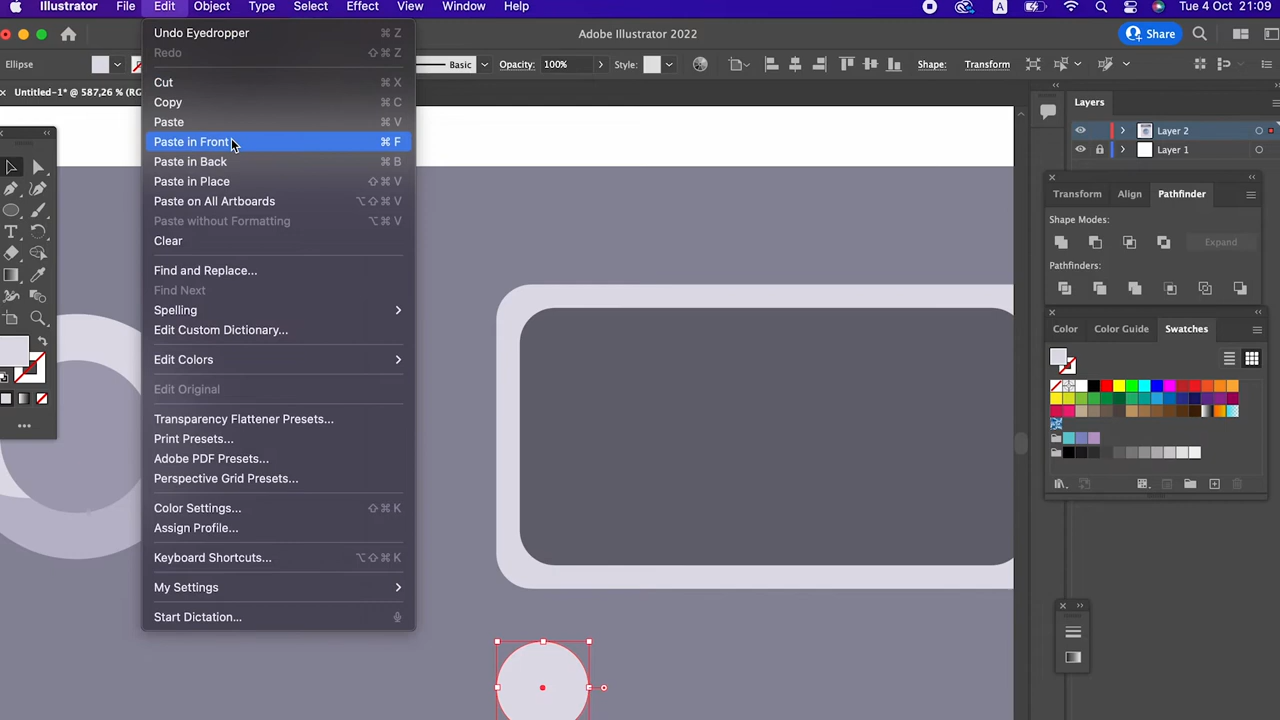 Illustrator File Edit Object Type Select Effect View Window Help A Tue 4 Oct 21:09
Adobe Illustrator 2022 Share
Ellipse Basic Opacity: 100% Style: Shape: Transform
Untitled-1* @ 587,26 % (RG
Undo Eyedropper ⌘ Z
Redo ⇧ ⌘ Z
Cut ⌘ X
Copy ⌘ C
Paste ⌘ V
Paste in Front ⌘ F
Paste in Back ⌘ B
Paste in Place ⇧ ⌘ V
Paste on All Artboards ⌥ ⇧ ⌘ V
Paste without Formatting ⌥ ⌘ V
Clear
Find and Replace...
Find Next
Spelling
Edit Custom Dictionary...
Edit Colors
Edit Original
Transparency Flattener Presets...
Print Presets...
Adobe PDF Presets...
Perspective Grid Presets...
Color Settings... ⇧ ⌘ K
Assign Profile...
Keyboard Shortcuts... ⌥ ⇧ ⌘ K
My Settings
Start Dictation...
Layers
Layer 2
Layer 1
Transform Align Pathfinder
Shape Modes:
Expand
Pathfinders:
Color Color Guide Swatches